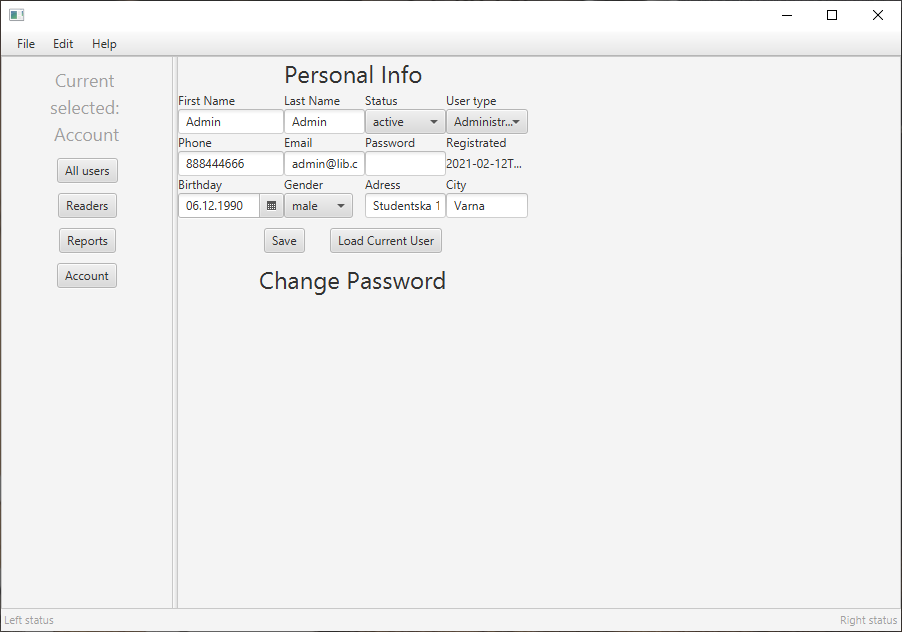 File Edit Help
Current
selected:
Account
All users
Readers
Reports
Account
Personal Info
First Name Last Name Status User type
Admin Admin active Administr...
Phone Email Password Registrated
888444666 admin@lib.c 2021-02-12T...
Birthday Gender Adress City
06.12.1990 male Studentska 1 Varna
Save Load Current User
Change Password
Left status Right status